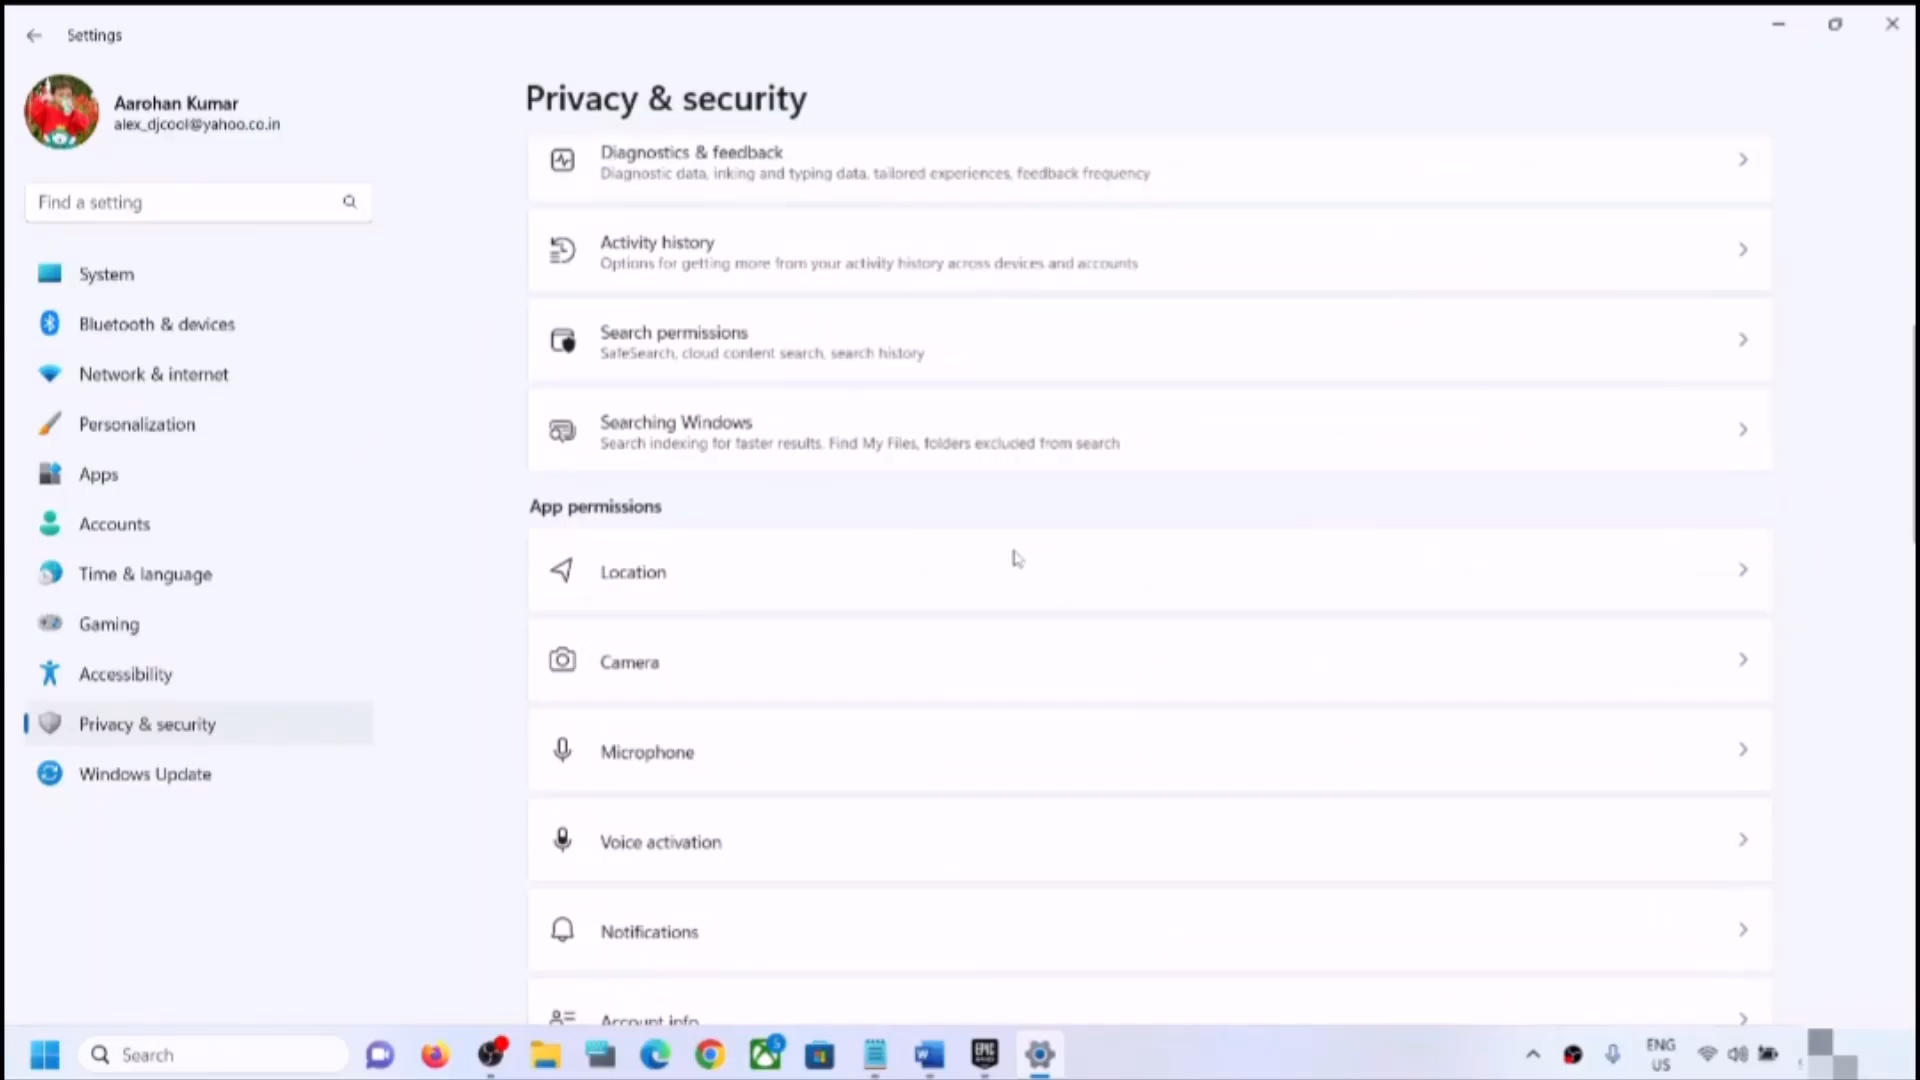 Settings
Aarohan Kumar
alex_djcool@yahoo.co.in
Find a setting
System
Bluetooth & devices
Network & internet
Personalization
Apps
Accounts
Time & language
Gaming
Accessibility
Privacy & security
Windows Update
Privacy & security
Diagnostics & feedback
Diagnostic data, inking and typing data, tailored experiences, feedback frequency
Activity history
Options for getting more from your activity history across devices and accounts
Search permissions
SafeSearch, cloud content search, search history
Searching Windows
Search indexing for faster results. Find My Files, folders excluded from search
App permissions
Location
Camera
Microphone
Voice activation
Notifications
Account info
Search
5
EPIC
ENG
US